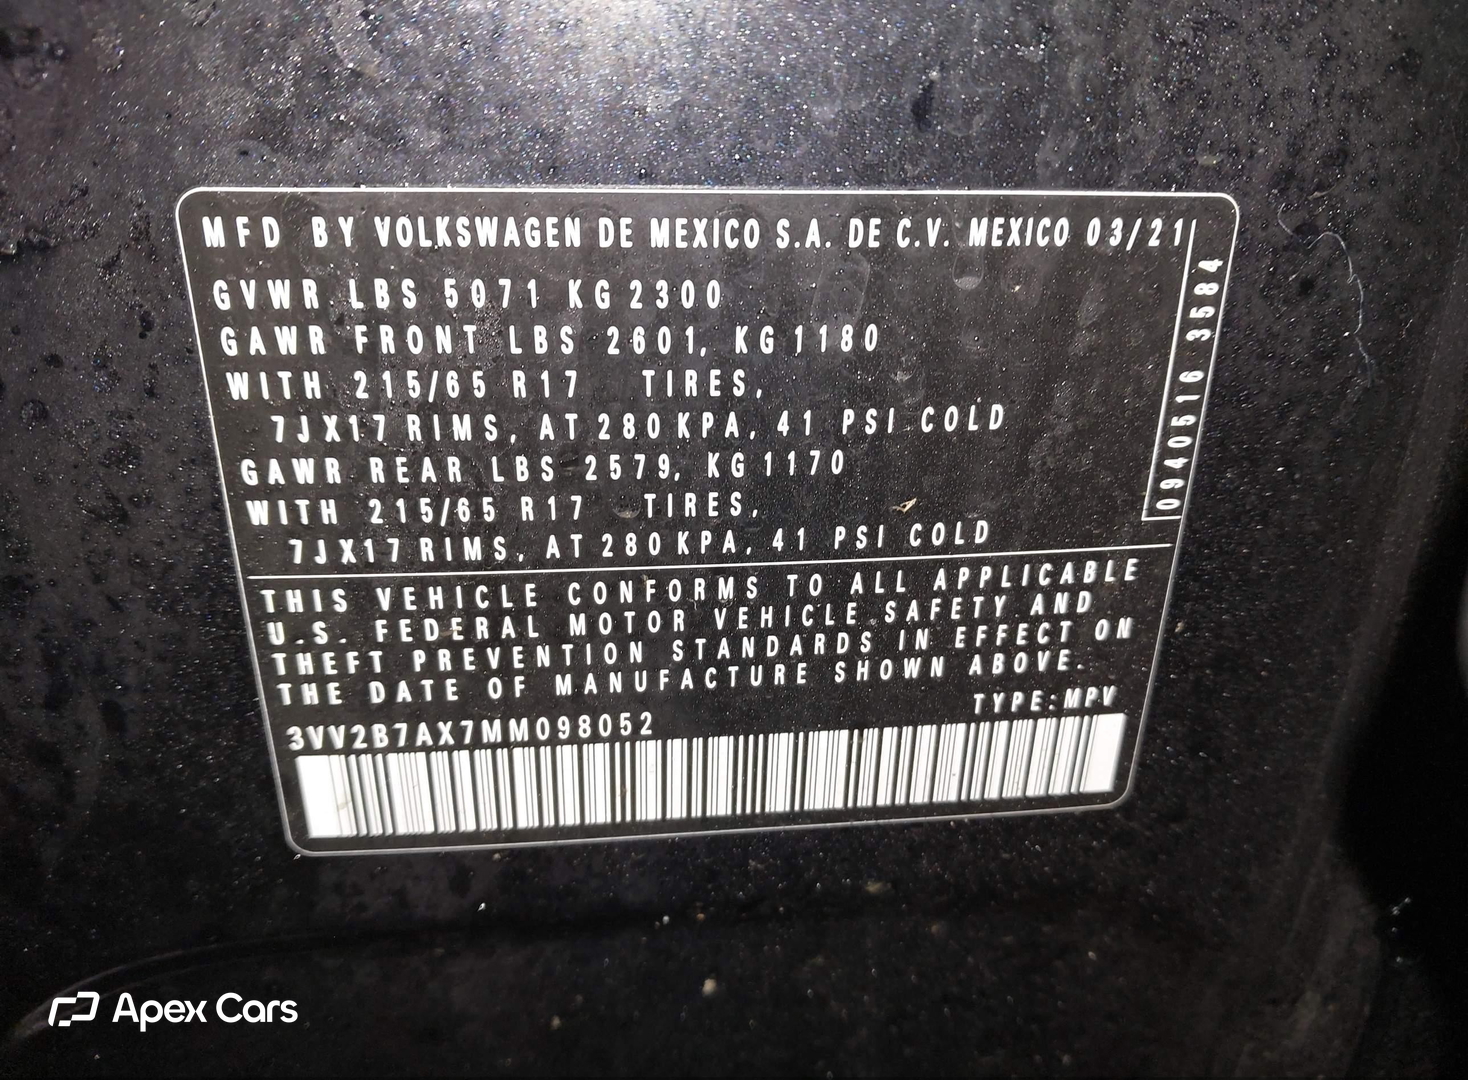 MFD BY VOLKSWAGEN DE MEXICO S.A. DE C.V. MEXICO 03/21
GVWR LBS 5071 KG 2300
GAWR FRONT LBS 2601, KG 1180
WITH 215/65 R17 TIRES,
7JX17 RIMS, AT 280 KPA, 41 PSI COLD
GAWR REAR LBS 2579, KG 1170
WITH 215/65 R17 TIRES,
7JX17 RIMS, AT 280 KPA, 41 PSI COLD
0940516 3584
THIS VEHICLE CONFORMS TO ALL APPLICABLE
U.S. FEDERAL MOTOR VEHICLE SAFETY AND
THEFT PREVENTION STANDARDS IN EFFECT ON
THE DATE OF MANUFACTURE SHOWN ABOVE.
TYPE: MPV
3VV2B7AX7MM098052
Apex Cars